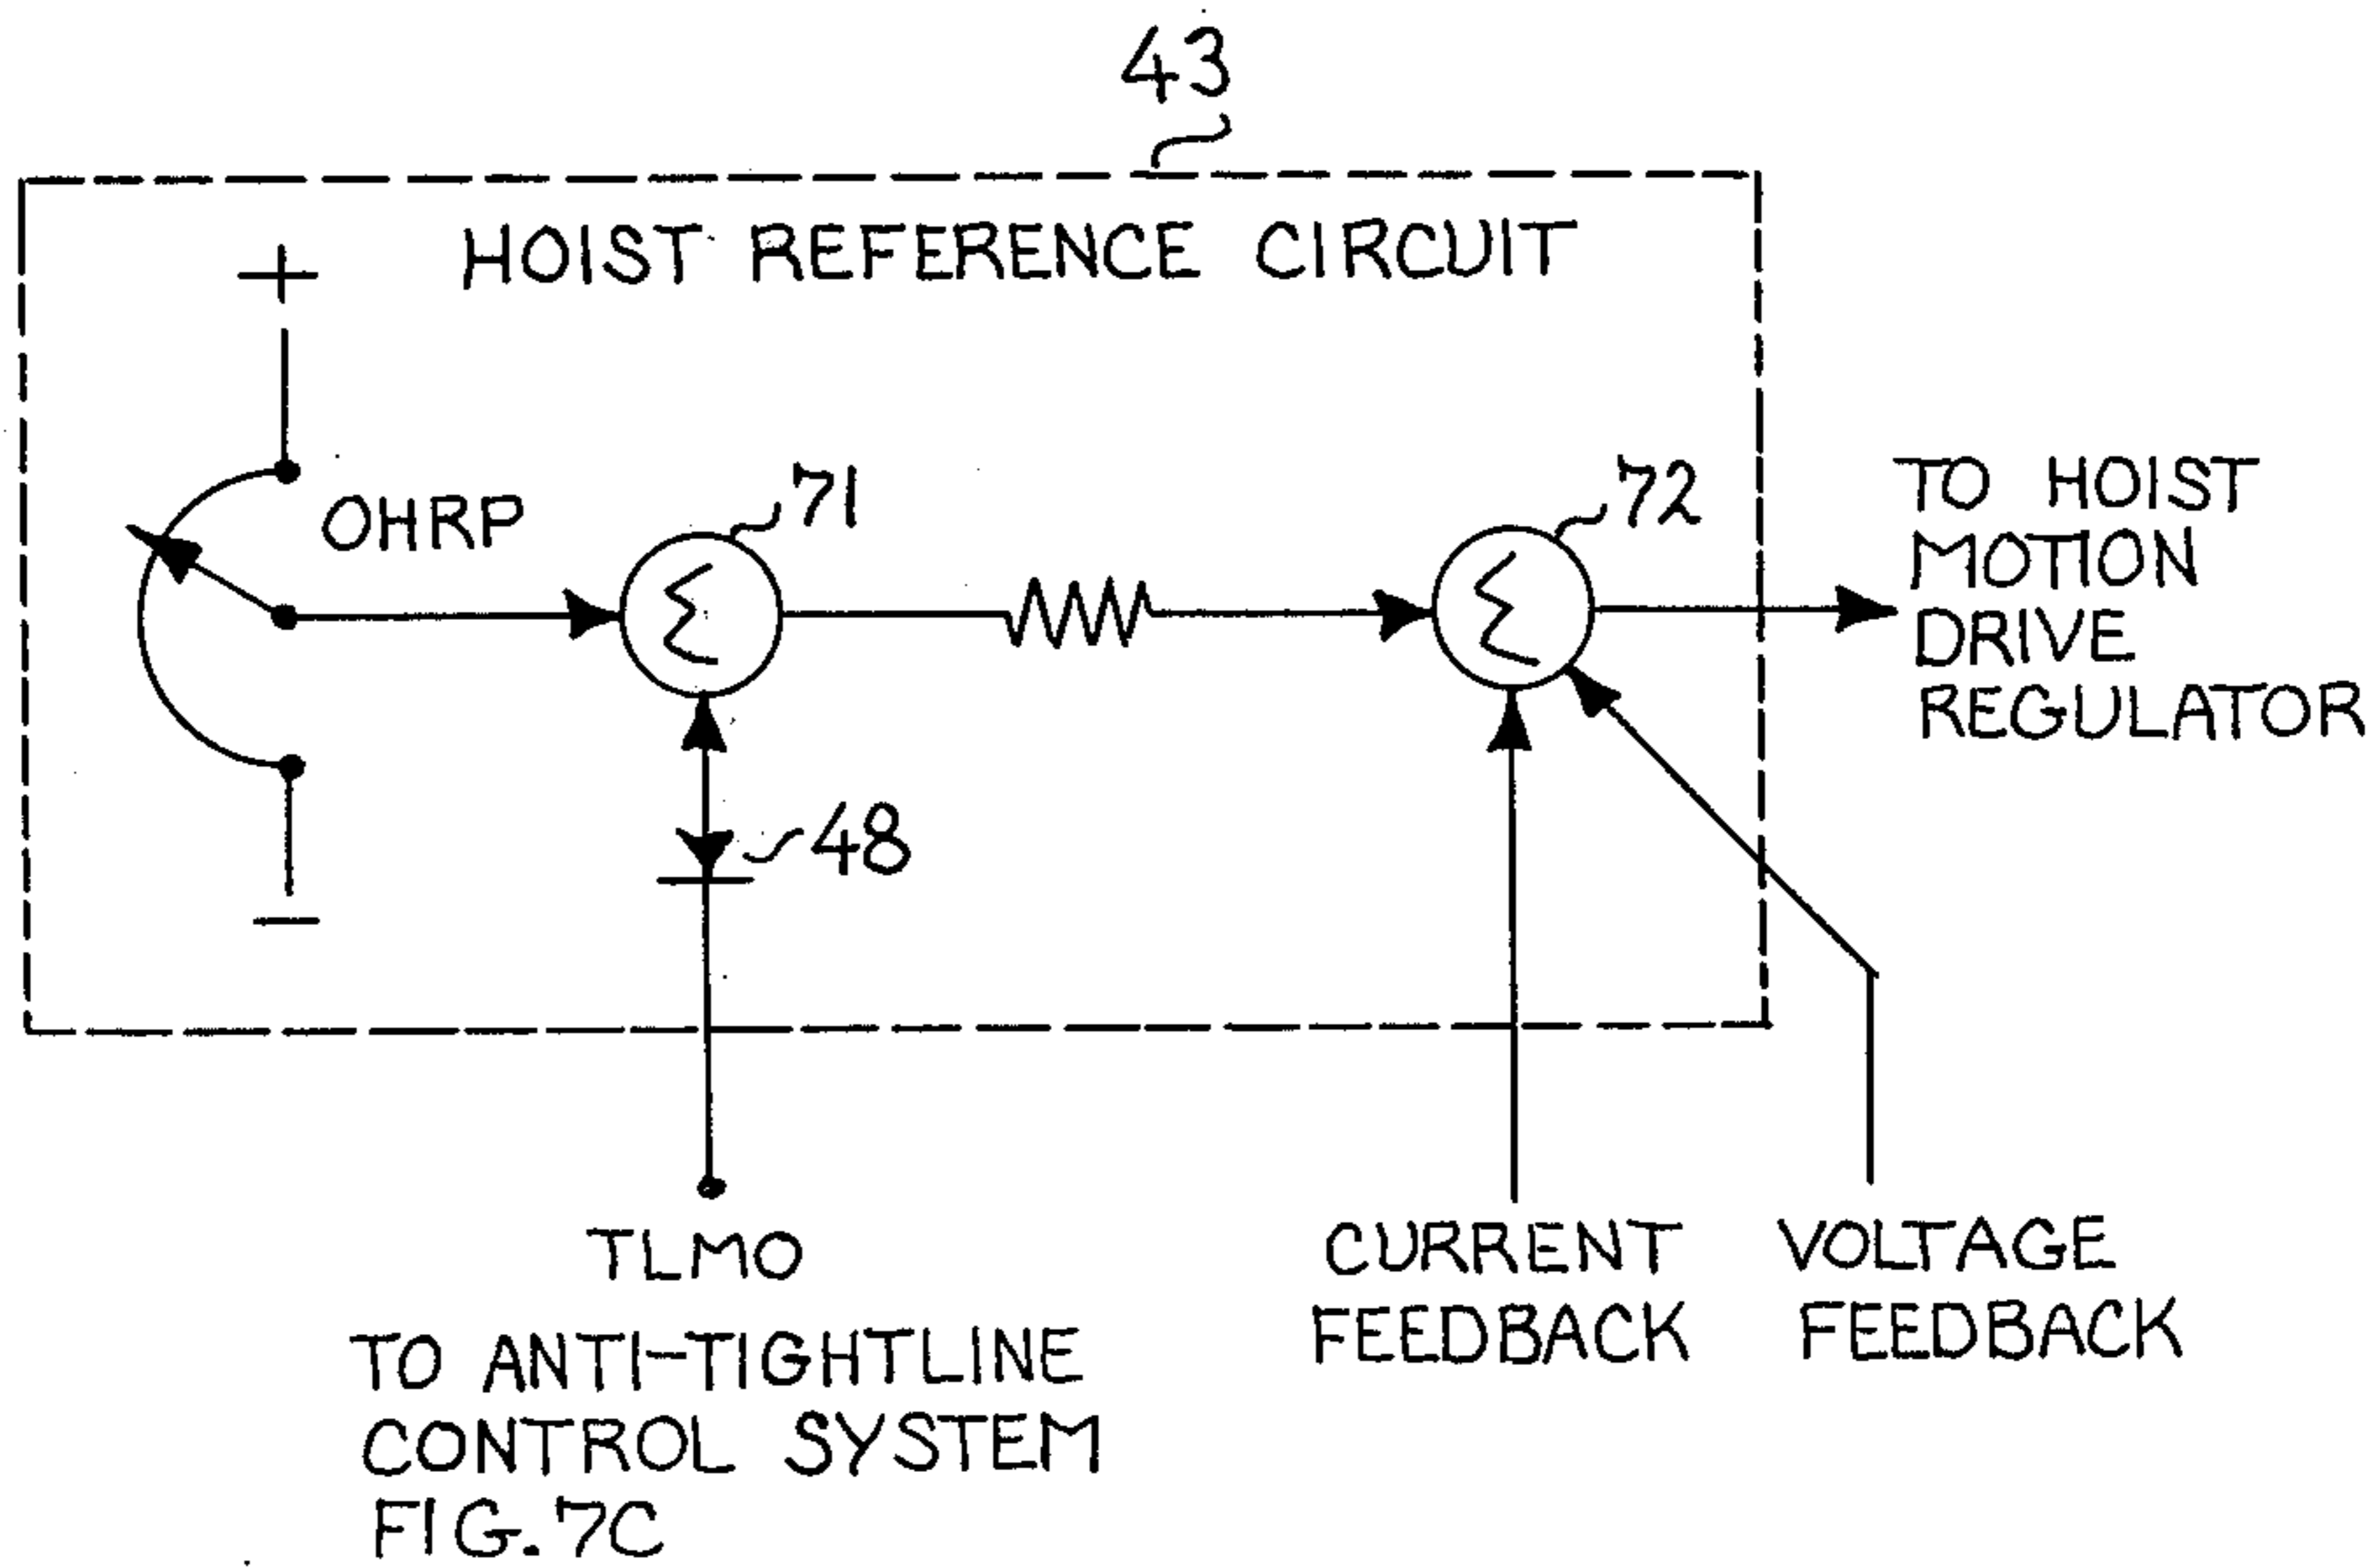 43
HOIST REFERENCE CIRCUIT
+
OHRP
71
72
TO HOIST
MOTION
DRIVE
REGULATOR
Σ
Σ
48
−
TLMO
TO ANTI-TIGHTLINE
CONTROL SYSTEM
FIG. 7C
CURRENT
FEEDBACK
VOLTAGE
FEEDBACK